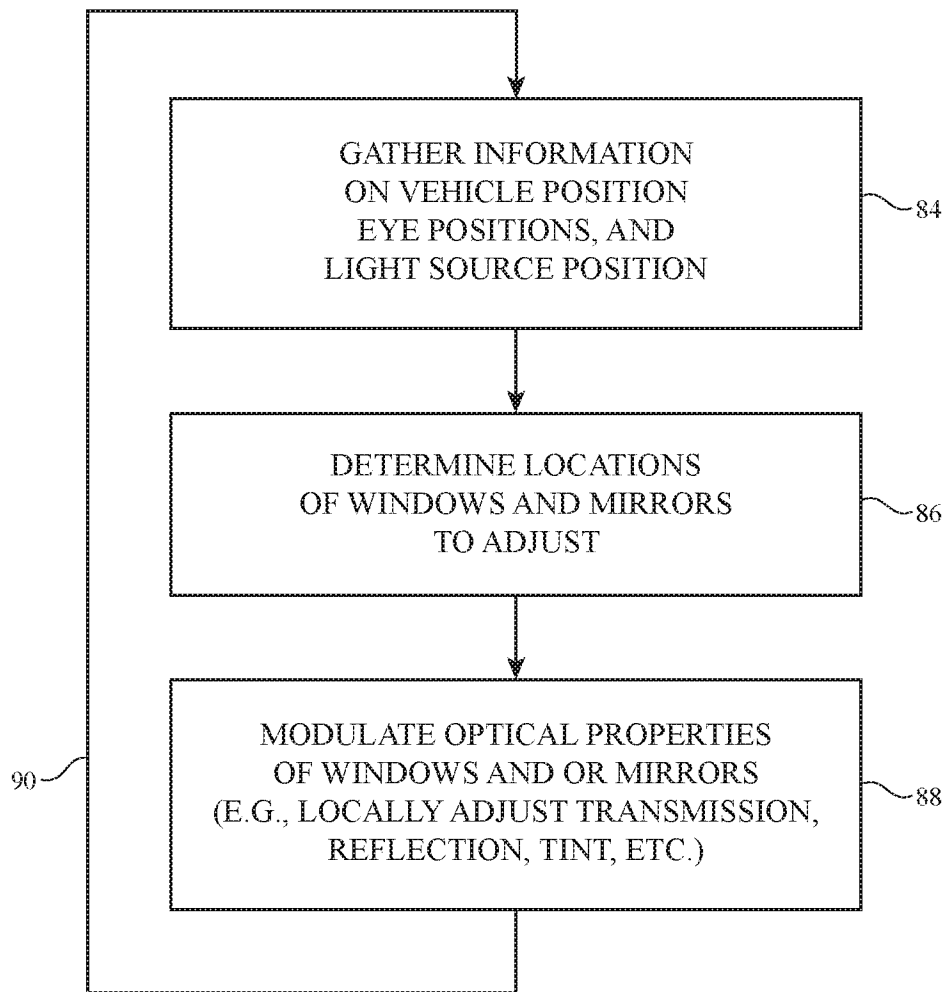 GATHER INFORMATION
ON VEHICLE POSITION
EYE POSITIONS, AND
LIGHT SOURCE POSITION
84
DETERMINE LOCATIONS
OF WINDOWS AND MIRRORS
TO ADJUST
86
MODULATE OPTICAL PROPERTIES
OF WINDOWS AND OR MIRRORS
(E.G., LOCALLY ADJUST TRANSMISSION,
REFLECTION, TINT, ETC.)
88
90